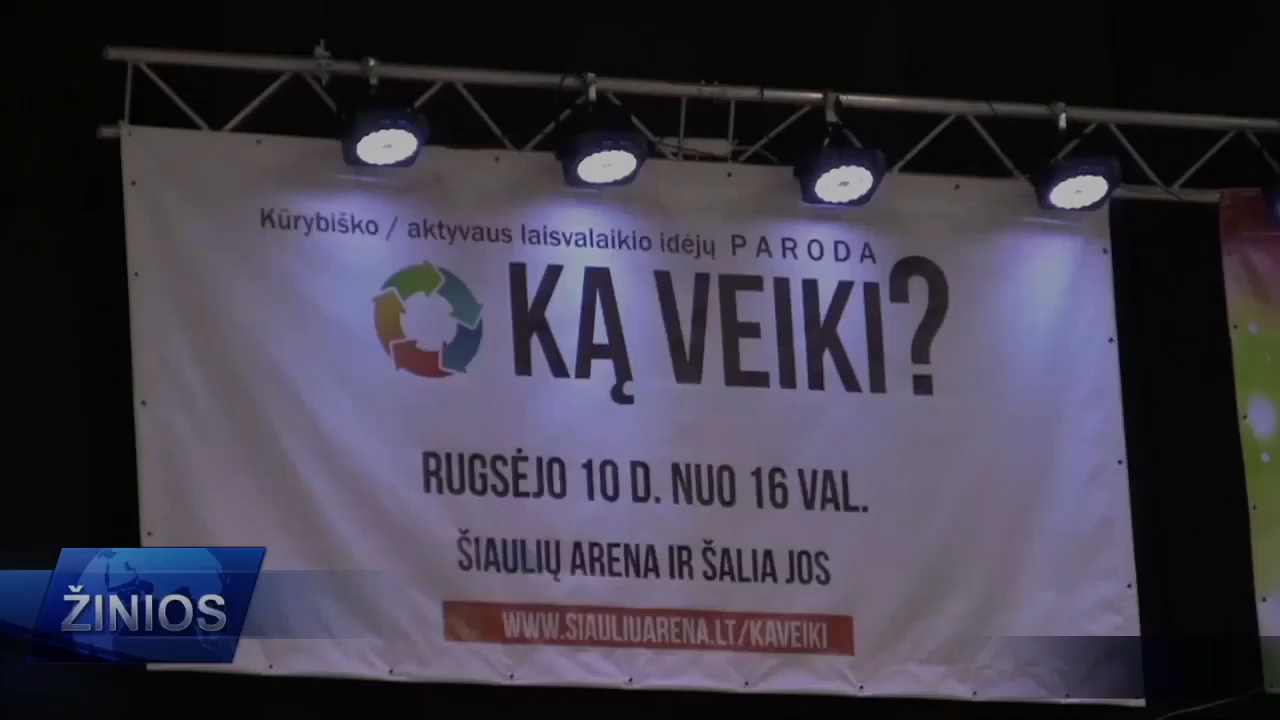 Kūrybiško / aktyvaus laisvalaikio idėjų PARODA
KĄ VEIKI?
RUGSĖJO 10 D. NUO 16 VAL.
ŠIAULIŲ ARENA IR ŠALIA JOS
WWW.SIAULIUARENA.LT/KAVEIKI
ŽINIOS